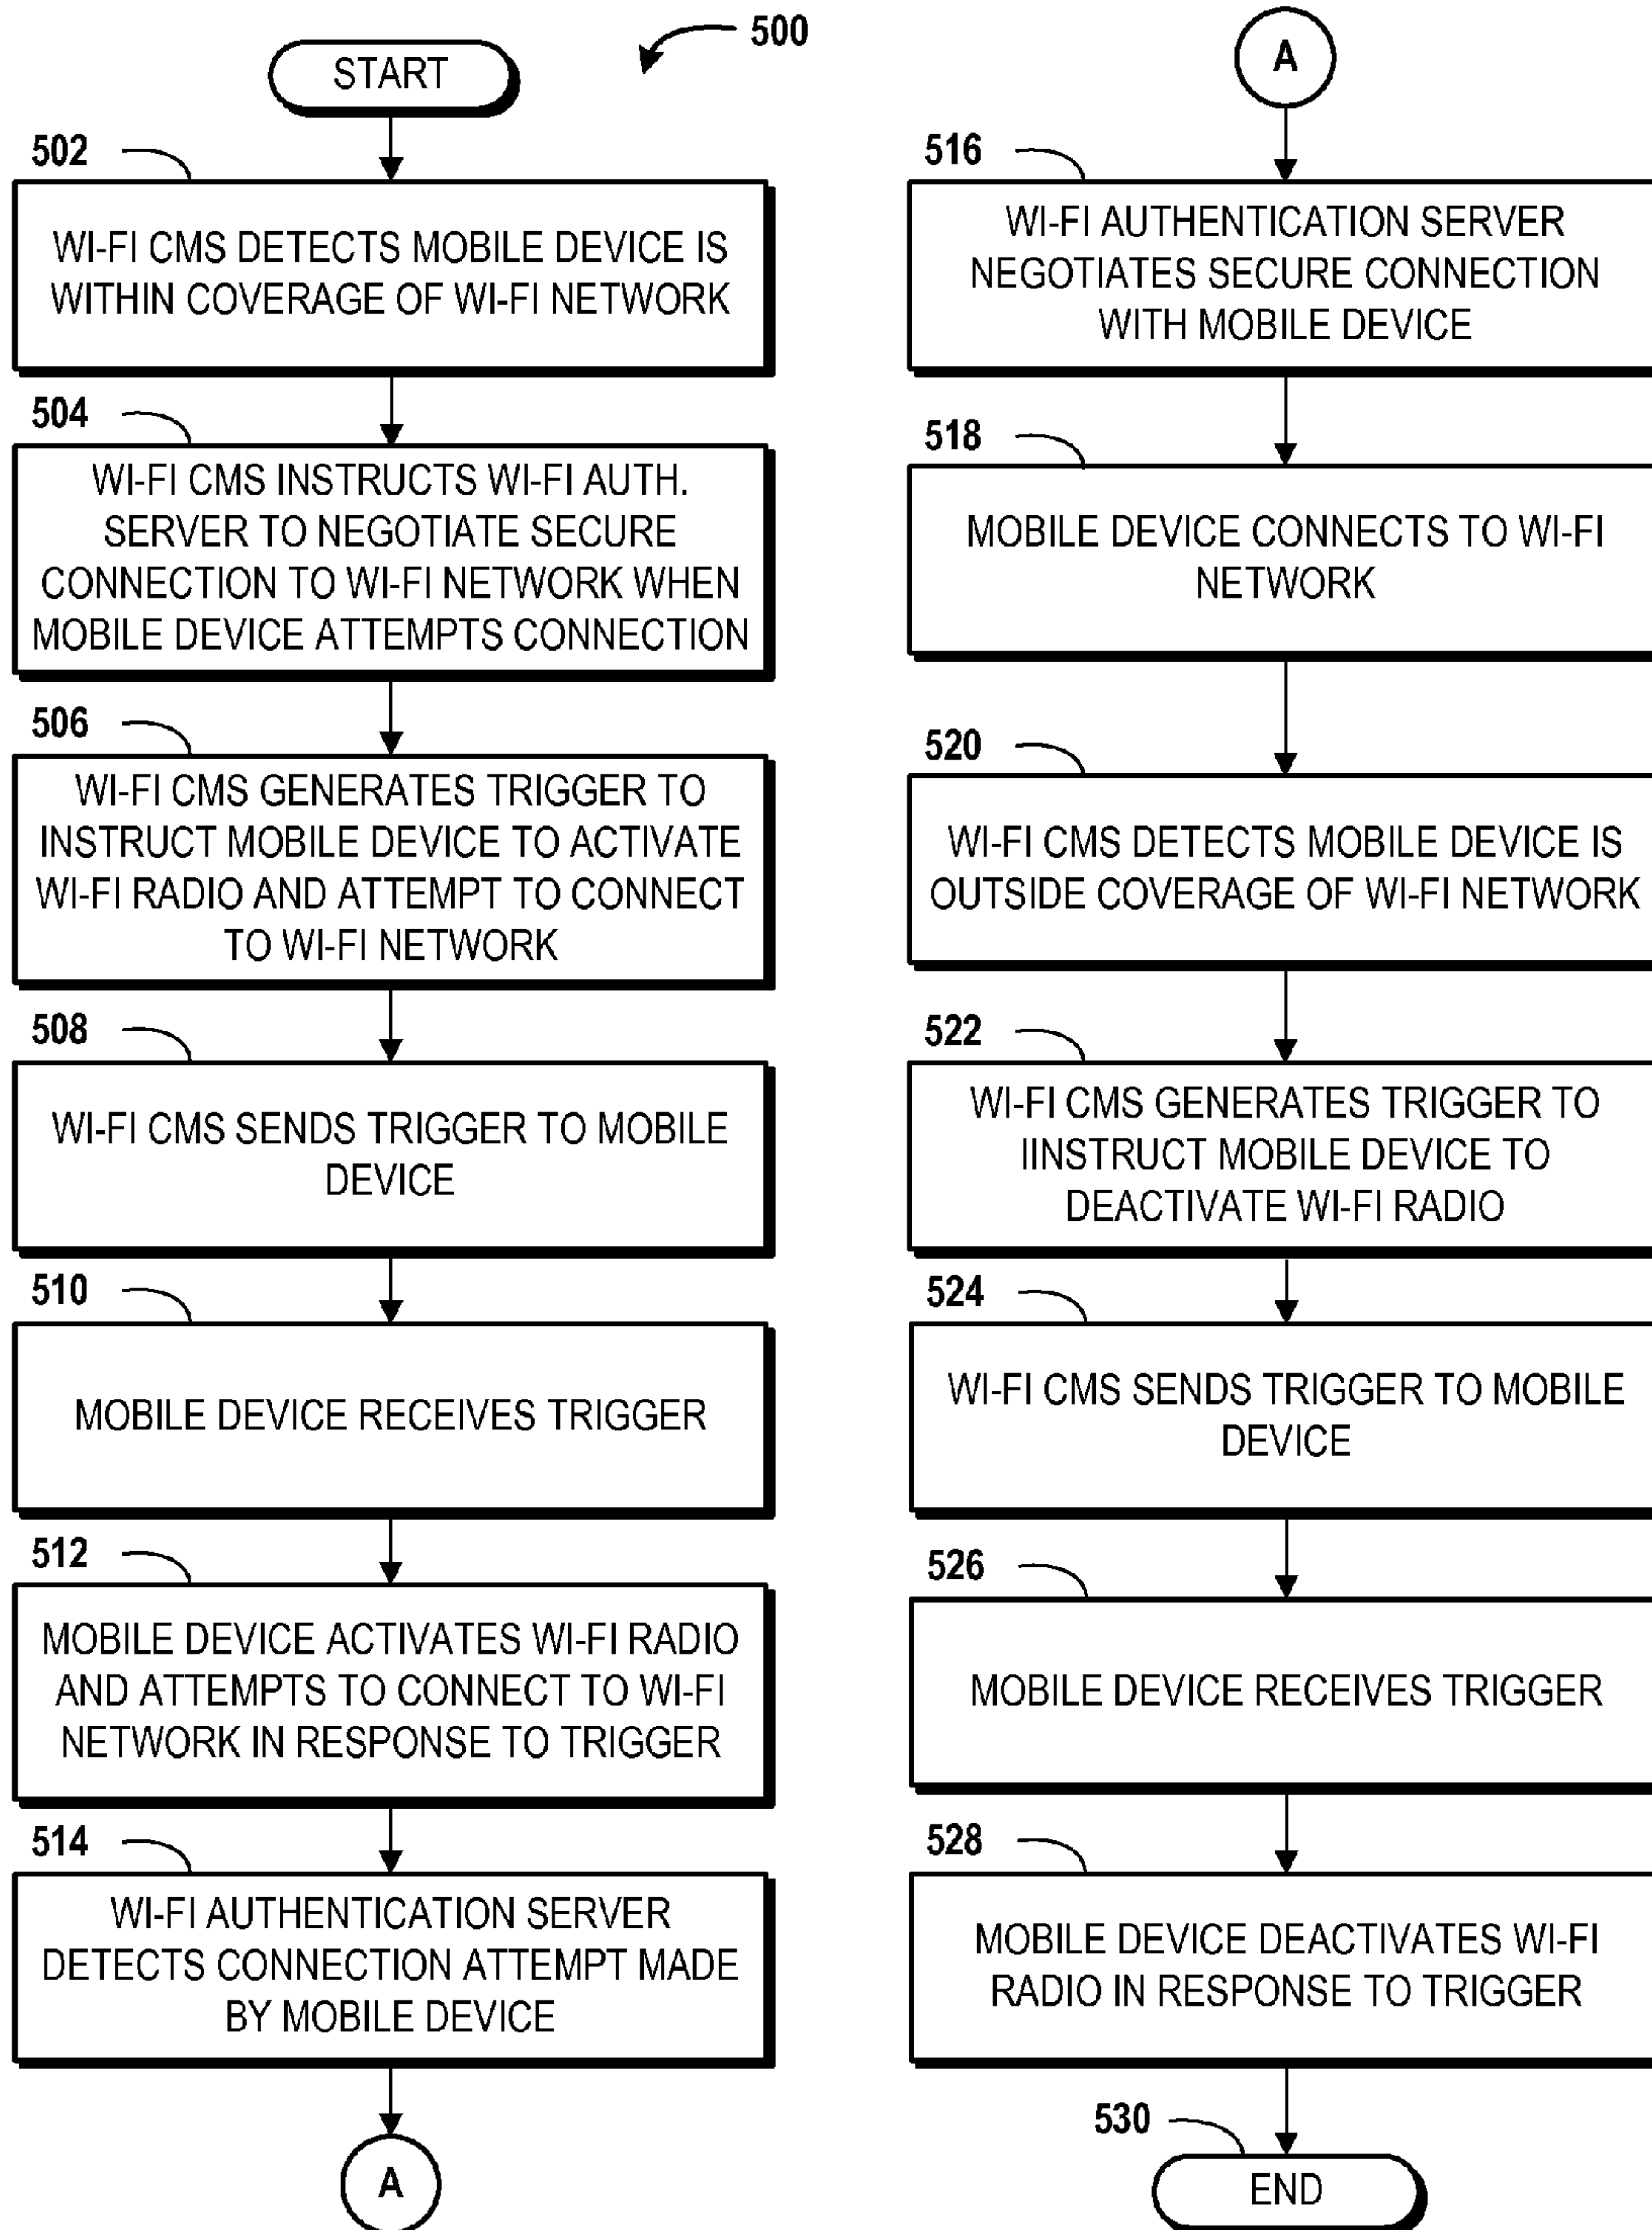 500
START
502
WI-FI CMS DETECTS MOBILE DEVICE IS
WITHIN COVERAGE OF WI-FI NETWORK
504
WI-FI CMS INSTRUCTS WI-FI AUTH.
SERVER TO NEGOTIATE SECURE
CONNECTION TO WI-FI NETWORK WHEN
MOBILE DEVICE ATTEMPTS CONNECTION
506
WI-FI CMS GENERATES TRIGGER TO
INSTRUCT MOBILE DEVICE TO ACTIVATE
WI-FI RADIO AND ATTEMPT TO CONNECT
TO WI-FI NETWORK
508
WI-FI CMS SENDS TRIGGER TO MOBILE
DEVICE
510
MOBILE DEVICE RECEIVES TRIGGER
512
MOBILE DEVICE ACTIVATES WI-FI RADIO
AND ATTEMPTS TO CONNECT TO WI-FI
NETWORK IN RESPONSE TO TRIGGER
514
WI-FI AUTHENTICATION SERVER
DETECTS CONNECTION ATTEMPT MADE
BY MOBILE DEVICE
A
A
516
WI-FI AUTHENTICATION SERVER
NEGOTIATES SECURE CONNECTION
WITH MOBILE DEVICE
518
MOBILE DEVICE CONNECTS TO WI-FI
NETWORK
520
WI-FI CMS DETECTS MOBILE DEVICE IS
OUTSIDE COVERAGE OF WI-FI NETWORK
522
WI-FI CMS GENERATES TRIGGER TO
IINSTRUCT MOBILE DEVICE TO
DEACTIVATE WI-FI RADIO
524
WI-FI CMS SENDS TRIGGER TO MOBILE
DEVICE
526
MOBILE DEVICE RECEIVES TRIGGER
528
MOBILE DEVICE DEACTIVATES WI-FI
RADIO IN RESPONSE TO TRIGGER
530
END